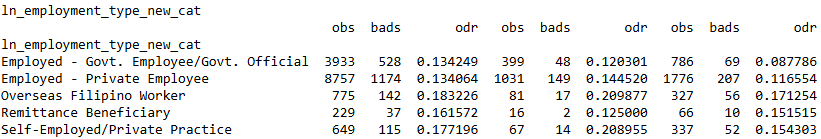 ln_employment_type_new_cat
obs bads odr obs bads odr obs bads odr
ln_employment_type_new_cat
Employed - Govt. Employee/Govt. Official 3933 528 0.134249 399 48 0.120301 786 69 0.087786
Employed - Private Employee 8757 1174 0.134064 1031 149 0.144520 1776 207 0.116554
Overseas Filipino Worker 775 142 0.183226 81 17 0.209877 327 56 0.171254
Remittance Beneficiary 229 37 0.161572 16 2 0.125000 66 10 0.151515
Self-Employed/Private Practice 649 115 0.177196 67 14 0.208955 337 52 0.154303